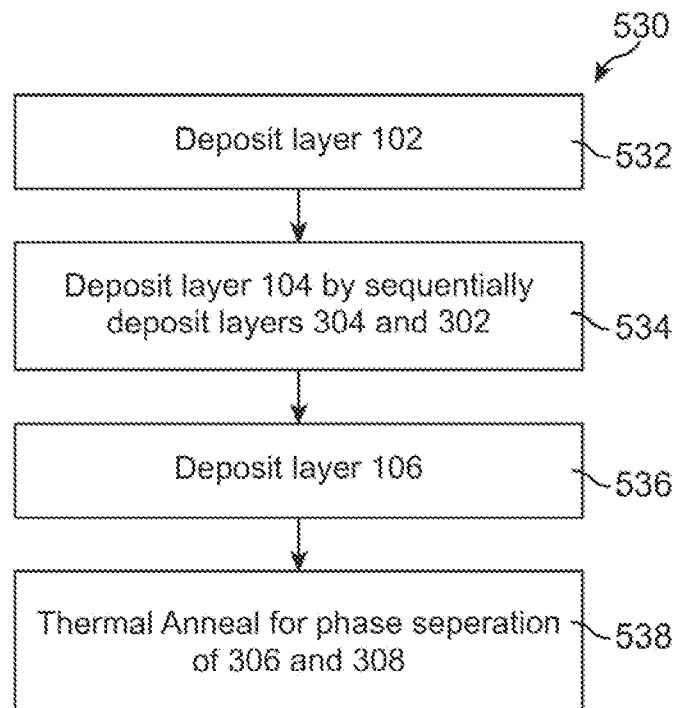 530
Deposit layer 102
532
Deposit layer 104 by sequentially
deposit layers 304 and 302
534
Deposit layer 106
536
Thermal Anneal for phase seperation
of 306 and 308
538